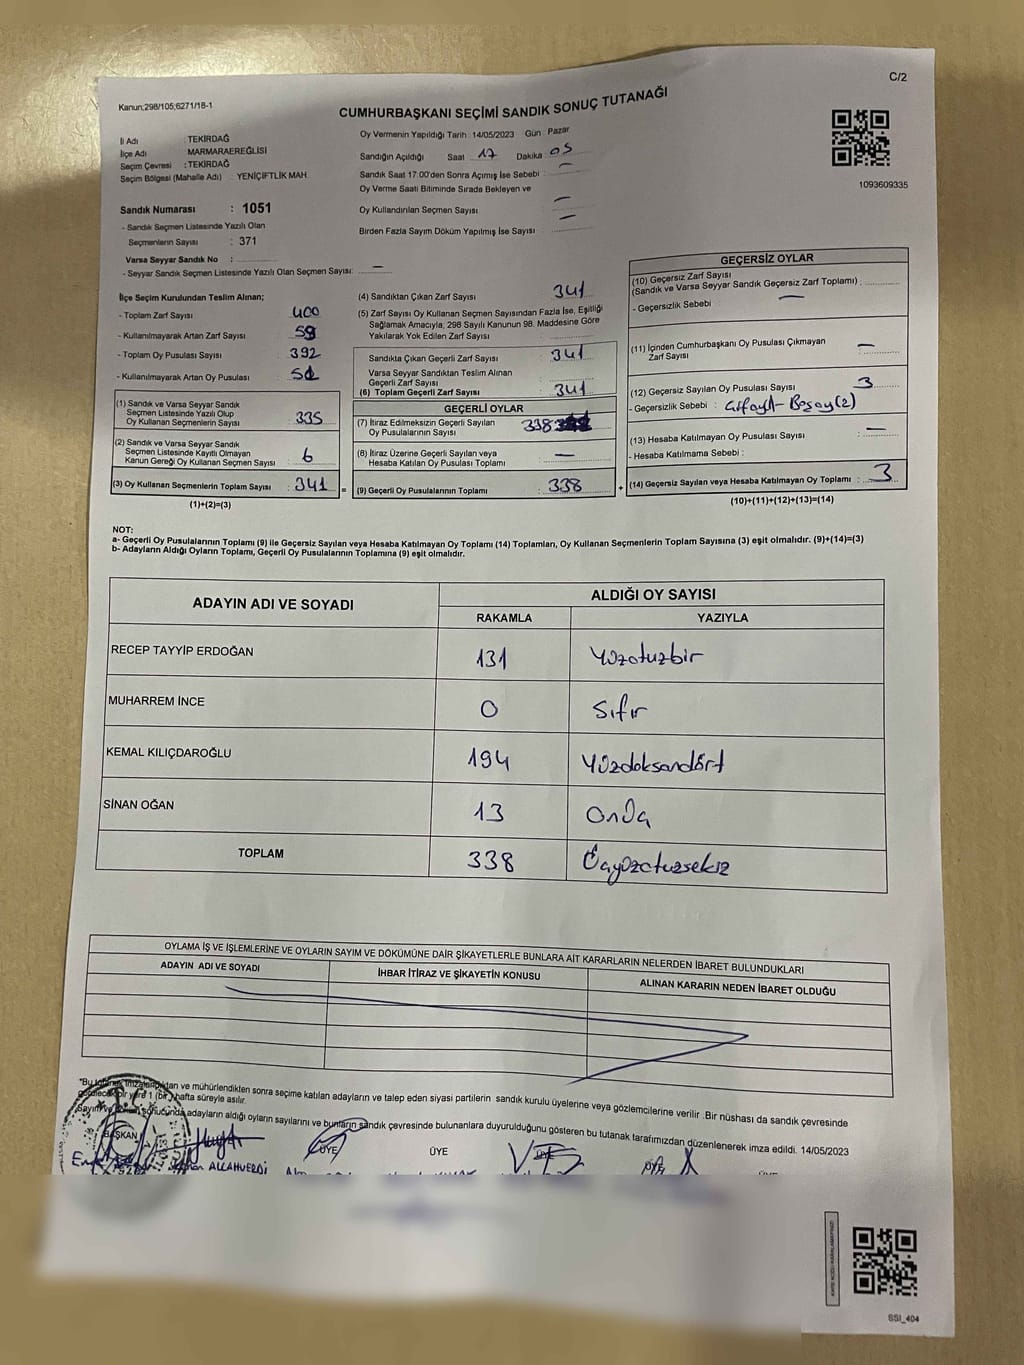 C/2
Kanun;298/105;6271/18-1
CUMHURBAŞKANI SEÇİMİ SANDIK SONUÇ TUTANAĞI
1093609335
İl Adı : TEKİRDAĞ
İlçe Adı MARMARAEREĞLİSİ
Seçim Çevresi : TEKİRDAĞ
Seçim Bölgesi (Mahalle Adı) : YENİÇİFTLİK MAH.
Sandık Numarası : 1051
- Sandık Seçmen Listesinde Yazılı Olan
Seçmenlerin Sayısı : 371
Varsa Seyyar Sandık No :
- Seyyar Sandık Seçmen Listesinde Yazılı Olan Seçmen Sayısı: —
Oy Vermenin Yapıldığı Tarih :14/05/2023 Gün : Pazar
Sandığın Açıldığı Saat 17 Dakika 05
Sandık Saat 17:00'den Sonra Açımış İse Sebebi : —
Oy Verme Saati Bitiminde Sırada Bekleyen ve
Oy Kullandırılan Seçmen Sayısı —
Birden Fazla Sayım Döküm Yapılmış İse Sayısı —
İlçe Seçim Kurulundan Teslim Alınan;
- Toplam Zarf Sayısı 400
- Kullanılmayarak Artan Zarf Sayısı 59
- Toplam Oy Pusulası Sayısı 392
- Kullanılmayarak Artan Oy Pusulası
(1) Sandık ve Varsa Seyyar Sandık
Seçmen Listesinde Yazılı Olup
Oy Kullanan Seçmenlerin Sayısı : 335
(2) Sandık ve Varsa Seyyar Sandık
Seçmen Listesinde Kayıtlı Olmayan
Kanun Gereği Oy Kullanan Seçmen Sayısı : 6
(3) Oy Kullanan Seçmenlerin Toplam Sayısı : 341 =
(1)+(2)=(3)
(4) Sandıktan Çıkan Zarf Sayısı 341
(5) Zarf Sayısı Oy Kullanan Seçmen Sayısından Fazla İse, Eşitliği
Sağlamak Amacıyla, 298 Sayılı Kanunun 98. Maddesine Göre
Yakılarak Yok Edilen Zarf Sayısı
Sandıkta Çıkan Geçerli Zarf Sayısı 341
Varsa Seyyar Sandıktan Teslim Alınan
Geçerli Zarf Sayısı
(6) Toplam Geçerli Zarf Sayısı 341
GEÇERLİ OYLAR
(7) İtiraz Edilmeksizin Geçerli Sayılan
Oy Pusulalarının Sayısı 338
(8) İtiraz Üzerine Geçerli Sayılan veya
Hesaba Katılan Oy Pusulası Toplamı —
(9) Geçerli Oy Pusulalarının Toplamı 338 +
GEÇERSİZ OYLAR
(10) Geçersiz Zarf Sayısı
(Sandık ve Varsa Seyyar Sandık Geçersiz Zarf Toplamı) :
- Geçersizlik Sebebi : —
(11) İçinden Cumhurbaşkanı Oy Pusulası Çıkmayan
Zarf Sayısı —
(12) Geçersiz Sayılan Oy Pusulası Sayısı 3
- Geçersizlik Sebebi :
(13) Hesaba Katılmayan Oy Pusulası Sayısı —
- Hesaba Katılmama Sebebi :
(14) Geçersiz Sayılan veya Hesaba Katılmayan Oy Toplamı : 3
(10)+(11)+(12)+(13)=(14)
NOT:
a- Geçerli Oy Pusulalarının Toplamı (9) ile Geçersiz Sayılan veya Hesaba Katılmayan Oy Toplamı (14) Toplamları, Oy Kullanan Seçmenlerin Toplam Sayısına (3) eşit olmalıdır. (9)+(14)=(3)
b- Adayların Aldığı Oyların Toplamı, Geçerli Oy Pusulalarının Toplamına (9) eşit olmalıdır.
ADAYIN ADI VE SOYADI ALDIĞI OY SAYISI
RAKAMLA YAZIYLA
RECEP TAYYİP ERDOĞAN 131 Yüzotuzbir
MUHARREM İNCE 0 Sıfır
KEMAL KILIÇDAROĞLU 194 Yüzdoksandört
SİNAN OĞAN 13
TOPLAM 338 Üçyüzotuzsekiz
OYLAMA İŞ VE İŞLEMLERİNE VE OYLARIN SAYIM VE DÖKÜMÜNE DAİR ŞİKAYETLERLE BUNLARA AİT KARARLARIN NELERDEN İBARET BULUNDUKLARI
ADAYIN ADI VE SOYADI İHBAR İTİRAZ VE ŞİKAYETİN KONUSU ALINAN KARARIN NEDEN İBARET OLDUĞU
*Bu ve mühürlendikten sonra seçime katılan adayların ve talep eden siyasi partilerin sandık kurulu üyelerine veya gözlemcilerine verilir .Bir nüshası da sandık çevresinde
yere 1 (bir ) hafta süreyle asılır.
sonucunda adayların aldığı oyların sayılarını ve bunların sandık çevresinde bulunanlara duyurulduğunu gösteren bu tutanak tarafımızdan düzenlenerek imza edildi. 14/05/2023
BAŞKAN ÜYE ÜYE ÜYE
ALLAHVERDİ
SSI_404